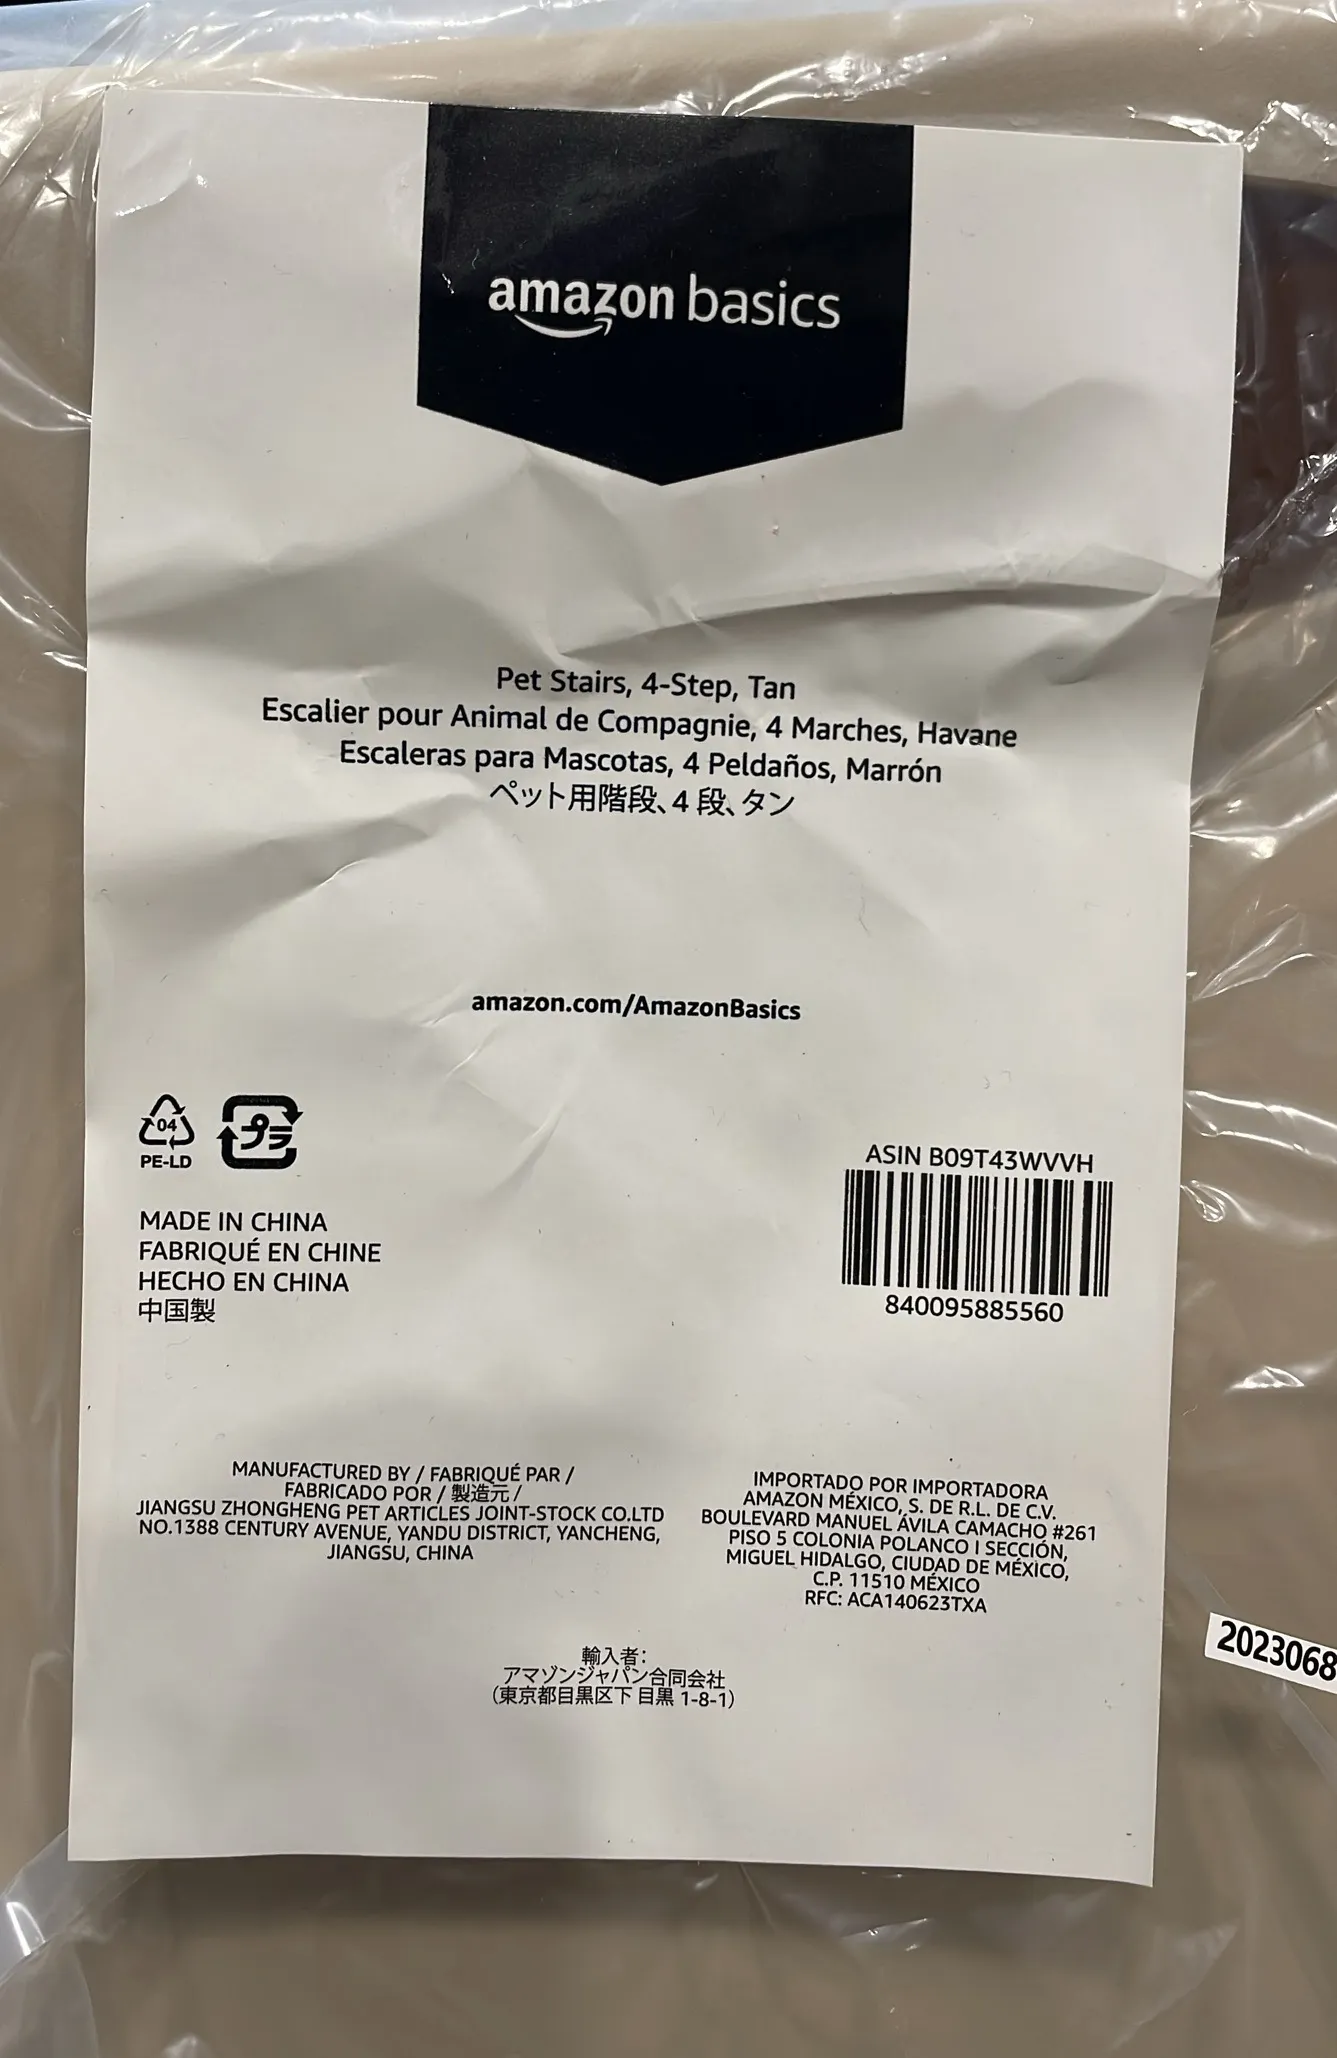 amazon basics
Pet Stairs, 4-Step, Tan
Escalier pour Animal de Compagnie, 4 Marches, Havane
Escaleras para Mascotas, 4 Peldaños, Marrón
ペット用階段、4 段、タン
amazon.com/AmazonBasics
04
PE-LD
プラ
MADE IN CHINA
FABRIQUÉ EN CHINE
HECHO EN CHINA
中国製
ASIN B09T43WVVH
840095885560
MANUFACTURED BY / FABRIQUÉ PAR /
FABRICADO POR / 製造元 /
JIANGSU ZHONGHENG PET ARTICLES JOINT-STOCK CO.LTD
NO.1388 CENTURY AVENUE, YANDU DISTRICT, YANCHENG,
JIANGSU, CHINA
IMPORTADO POR IMPORTADORA
AMAZON MÉXICO, S. DE R.L. DE C.V.
BOULEVARD MANUEL ÁVILA CAMACHO #261
PISO 5 COLONIA POLANCO I SECCIÓN,
MIGUEL HIDALGO, CIUDAD DE MÉXICO,
C.P. 11510 MÉXICO
RFC: ACA140623TXA
輸入者:
アマゾンジャパン合同会社
(東京都目黒区下 目黒 1-8-1)
2023068